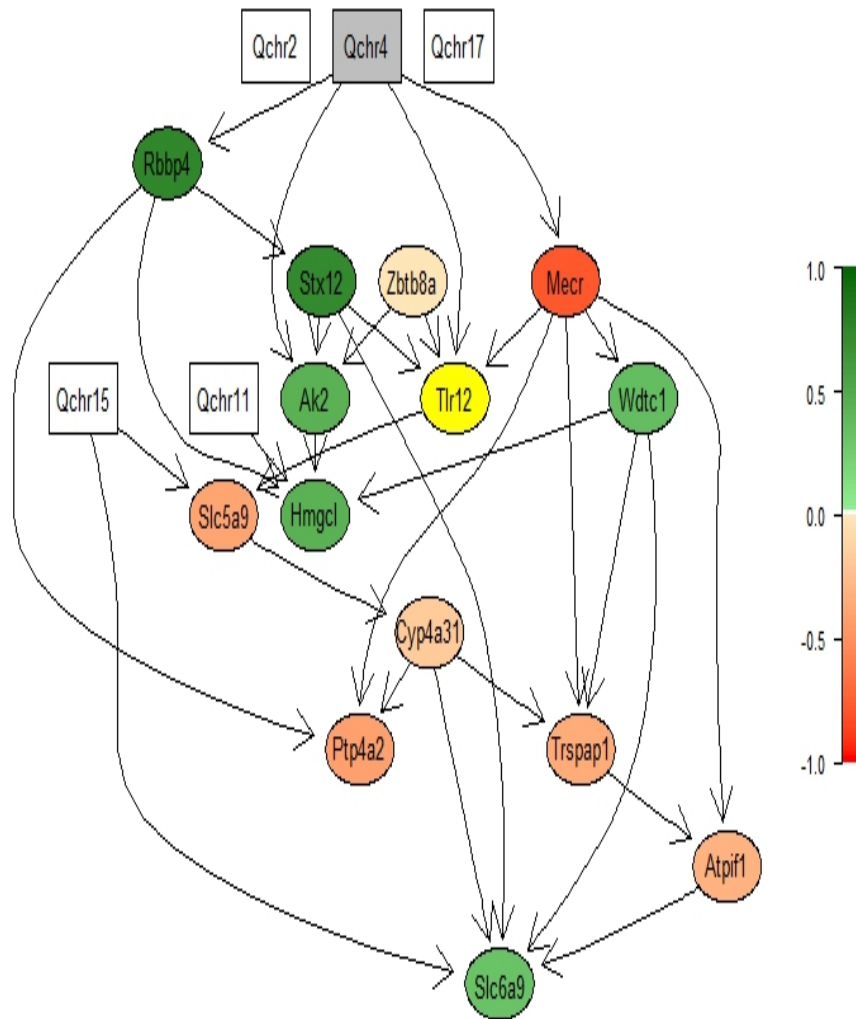 Qchr2
Qchr4
Qchr17
Rbbp4
Stx12
Zbtb8a
Mecr
1.0
Qchr15
Qchr11
Ak2
Tlr12
Wdtc1
0.5
Slc5a9
Hmgcl
0.0
Cyp4a31
-0.5
Ptp4a2
Trspap1
-1.0
Atpif1
Slc6a9